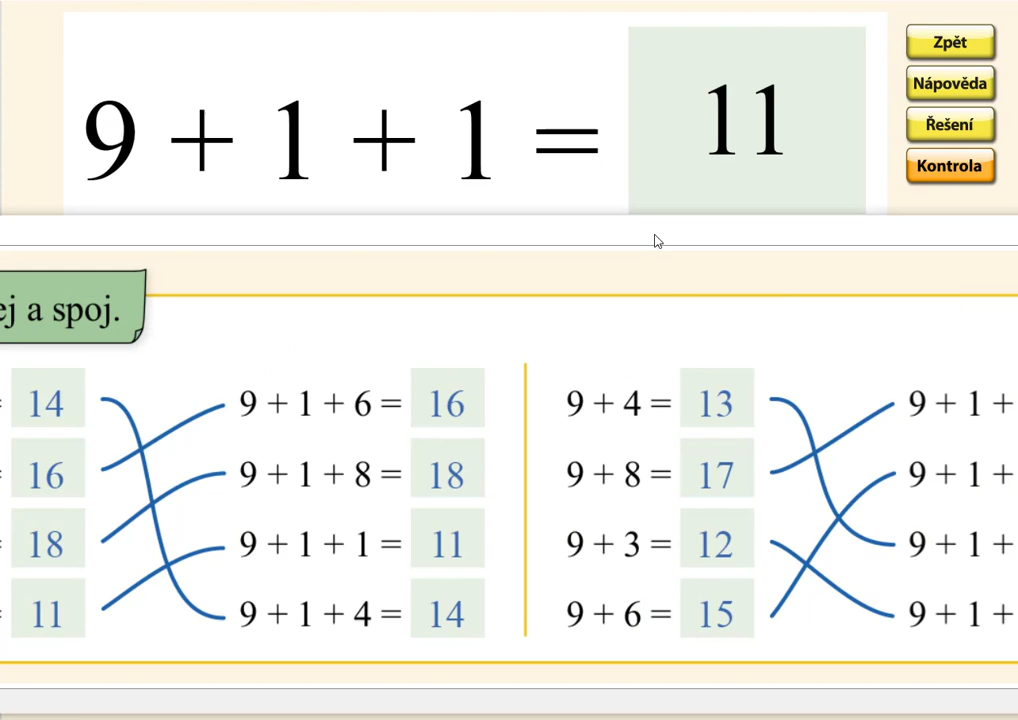 9 + 1 + 1 = 11
Zpět
Nápověda
Řešení
Kontrola
ej a spoj.
= 14 9 + 1 + 6 = 16 9 + 4 = 13 9 + 1 +
= 16 9 + 1 + 8 = 18 9 + 8 = 17 9 + 1 +
= 18 9 + 1 + 1 = 11 9 + 3 = 12 9 + 1 +
= 11 9 + 1 + 4 = 14 9 + 6 = 15 9 + 1 +